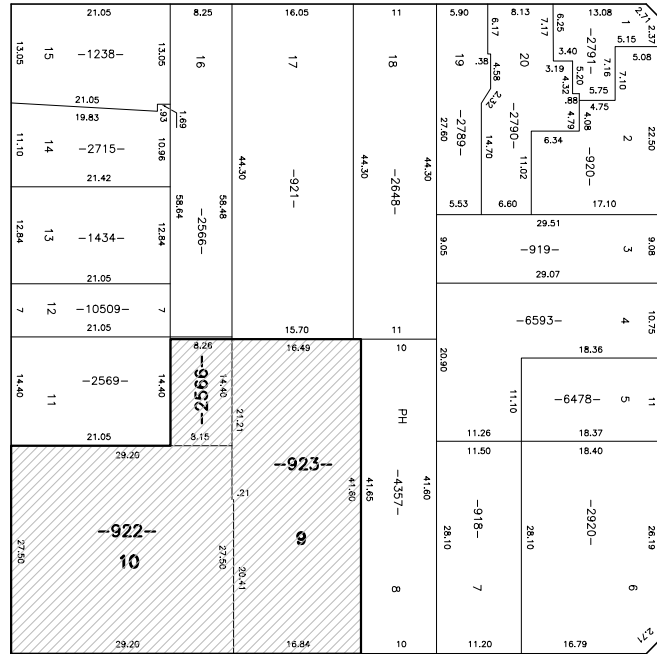 21.05 8.25 16.05 11 5.90 8.13 13.08 2.71
2.37
13.05 15 -1238- 13.05 16 17 18 19 6.17 20 7.17 6.25 -2791- 1
3.40 5.15 5.08
.38 4.58 3.19 4.32 5.20 7.16 7.10
21.05 2.32 .88 5.75
4.75
19.83 .93 1.69
11.10 14 -2715- 10.96 27.60 -2789- 14.70 -2790- 4.79 4.08 2 22.50
6.34
21.42 44.30 -921- 44.30 -2648- 44.30 11.02 -920-
58.64 -2566- 58.48
5.53 6.60 17.10
12.84 13 -1434- 12.84 29.51
9.05 -919- 3 9.08
21.05 29.07
7 12 -10509- 7 -6593- 4 10.75
21.05 15.70 11
8.26 16.49 10 20.90 18.36
14.40 11 -2569- -2566- 14.40 11.10 -6478- 5 11
21.21 PH
21.05 3.15 11.26 18.37
29.20 11.50 18.40
-923- 41.80 41.65 -4357- 41.60
.21 -918- -2920- 26.19
-922- 9
27.50 10 27.50 20.41 28.10 28.10
8 7 6
2.71
29.20 16.84 10 11.20 16.79